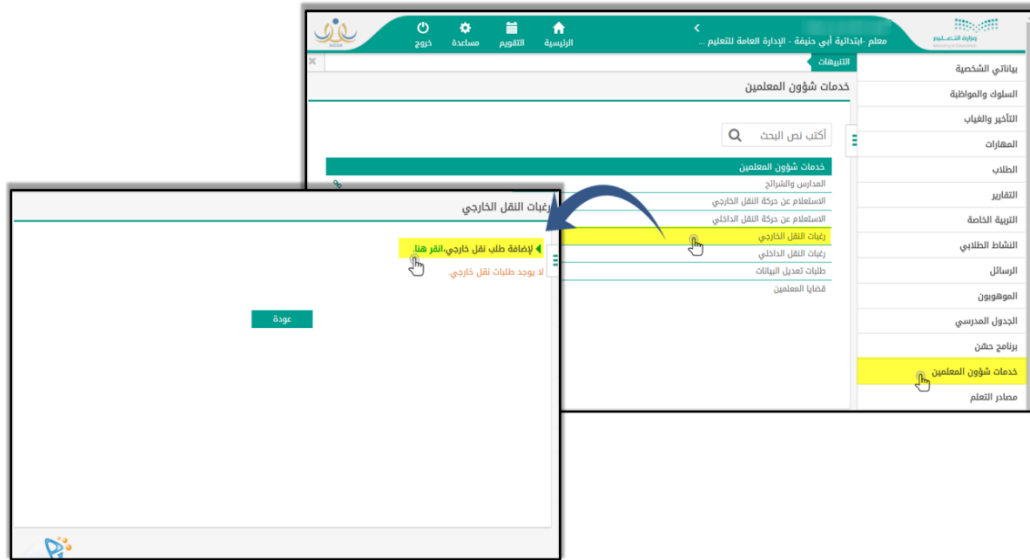 وزارة التعليم
معلم -ابتدائية أبي حنيفة - الإدارة العامة للتعليم ...
الرئيسية
التقويم
مساعدة
خروج
NOOR
التنبيهات
خدمات شؤون المعلمين
أكتب نص البحث
خدمات شؤون المعلمين
المدارس والشرائح
الاستعلام عن حركة النقل الخارجي
الاستعلام عن حركة النقل الداخلي
رغبات النقل الخارجي
رغبات النقل الداخلي
طلبات تعديل البيانات
قضايا المعلمين
بياناتي الشخصية
السلوك والمواظبة
التأخير والغياب
المهارات
الطلاب
التقارير
التربية الخاصة
النشاط الطلابي
الرسائل
الموهوبون
الجدول المدرسي
برنامج حسّن
خدمات شؤون المعلمين
مصادر التعلم
رغبات النقل الخارجي
لإضافة طلب نقل خارجي،انقر هنا.
لا يوجد طلبات نقل خارجي.
عودة